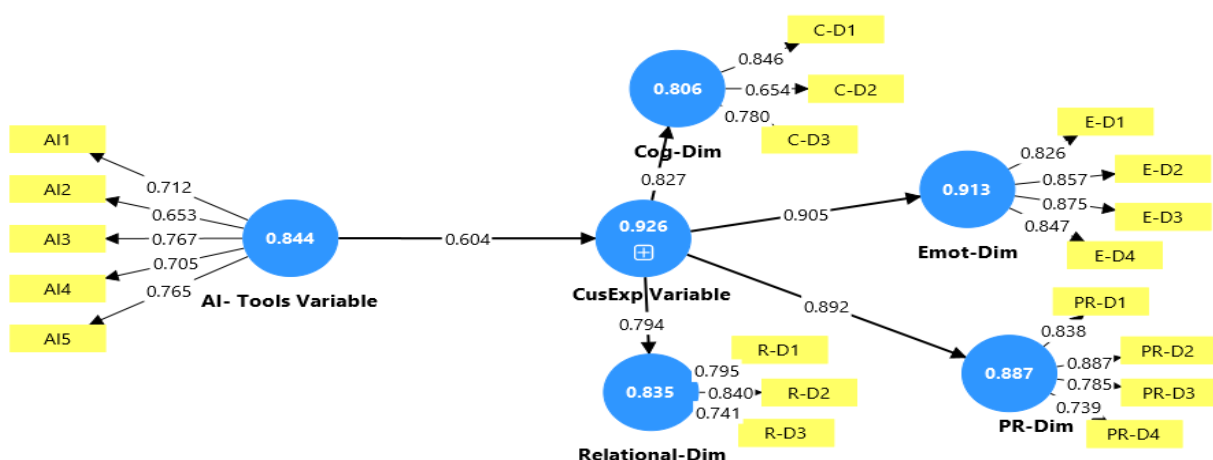 AI1
AI2
AI3
AI4
AI5
0.712
0.653
0.767
0.705
0.765
0.844
AI- Tools Variable
0.604
0.926
CusExp Variable
0.827
0.905
0.892
0.794
0.806
Cog-Dim
0.846
0.654
0.780
C-D1
C-D2
C-D3
0.913
Emot-Dim
0.826
0.857
0.875
0.847
E-D1
E-D2
E-D3
E-D4
0.887
PR-Dim
0.838
0.887
0.785
0.739
PR-D1
PR-D2
PR-D3
PR-D4
0.835
Relational-Dim
0.795
0.840
0.741
R-D1
R-D2
R-D3